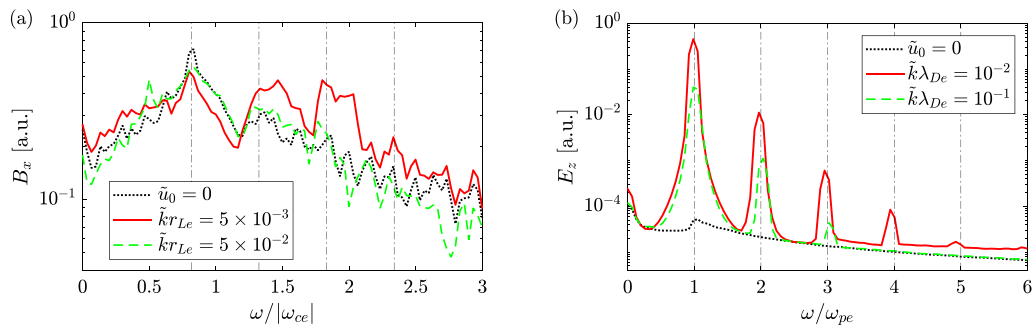 (a)
10^0
10^-1
B_x [a.u.]
ũ_0 = 0
k̃r_Le = 5 × 10^-3
k̃r_Le = 5 × 10^-2
0 0.5 1 1.5 2 2.5 3
ω/|ω_ce|
(b)
10^0
10^-2
10^-4
E_z [a.u.]
ũ_0 = 0
k̃λ_De = 10^-2
k̃λ_De = 10^-1
0 1 2 3 4 5 6
ω/ω_pe